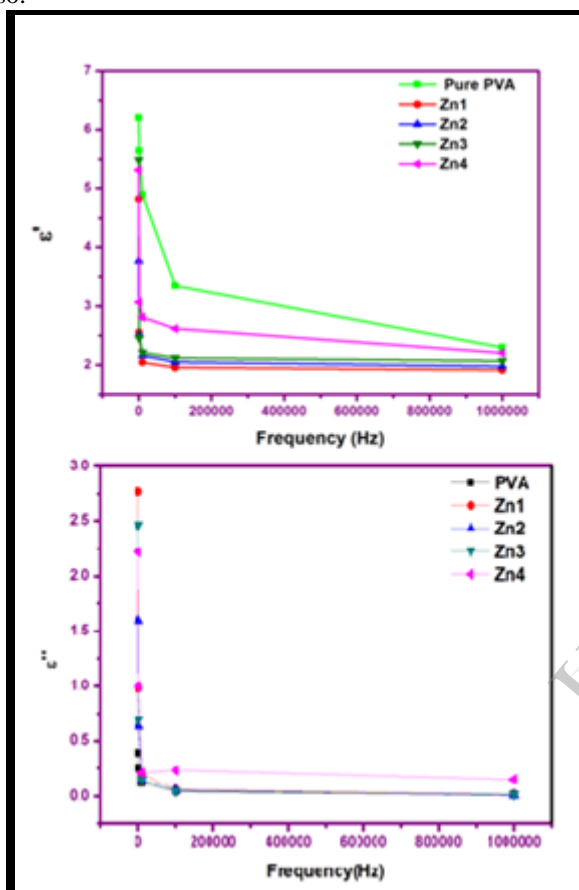 so.
7
6
5
4
3
2
ε'
Pure PVA
Zn1
Zn2
Zn3
Zn4
0 200000 400000 600000 800000 1000000
Frequency (Hz)
3.0
2.5
2.0
1.5
1.0
0.5
0.0
ε''
PVA
Zn1
Zn2
Zn3
Zn4
0 200000 400000 600000 800000 1000000
Frequency(Hz)